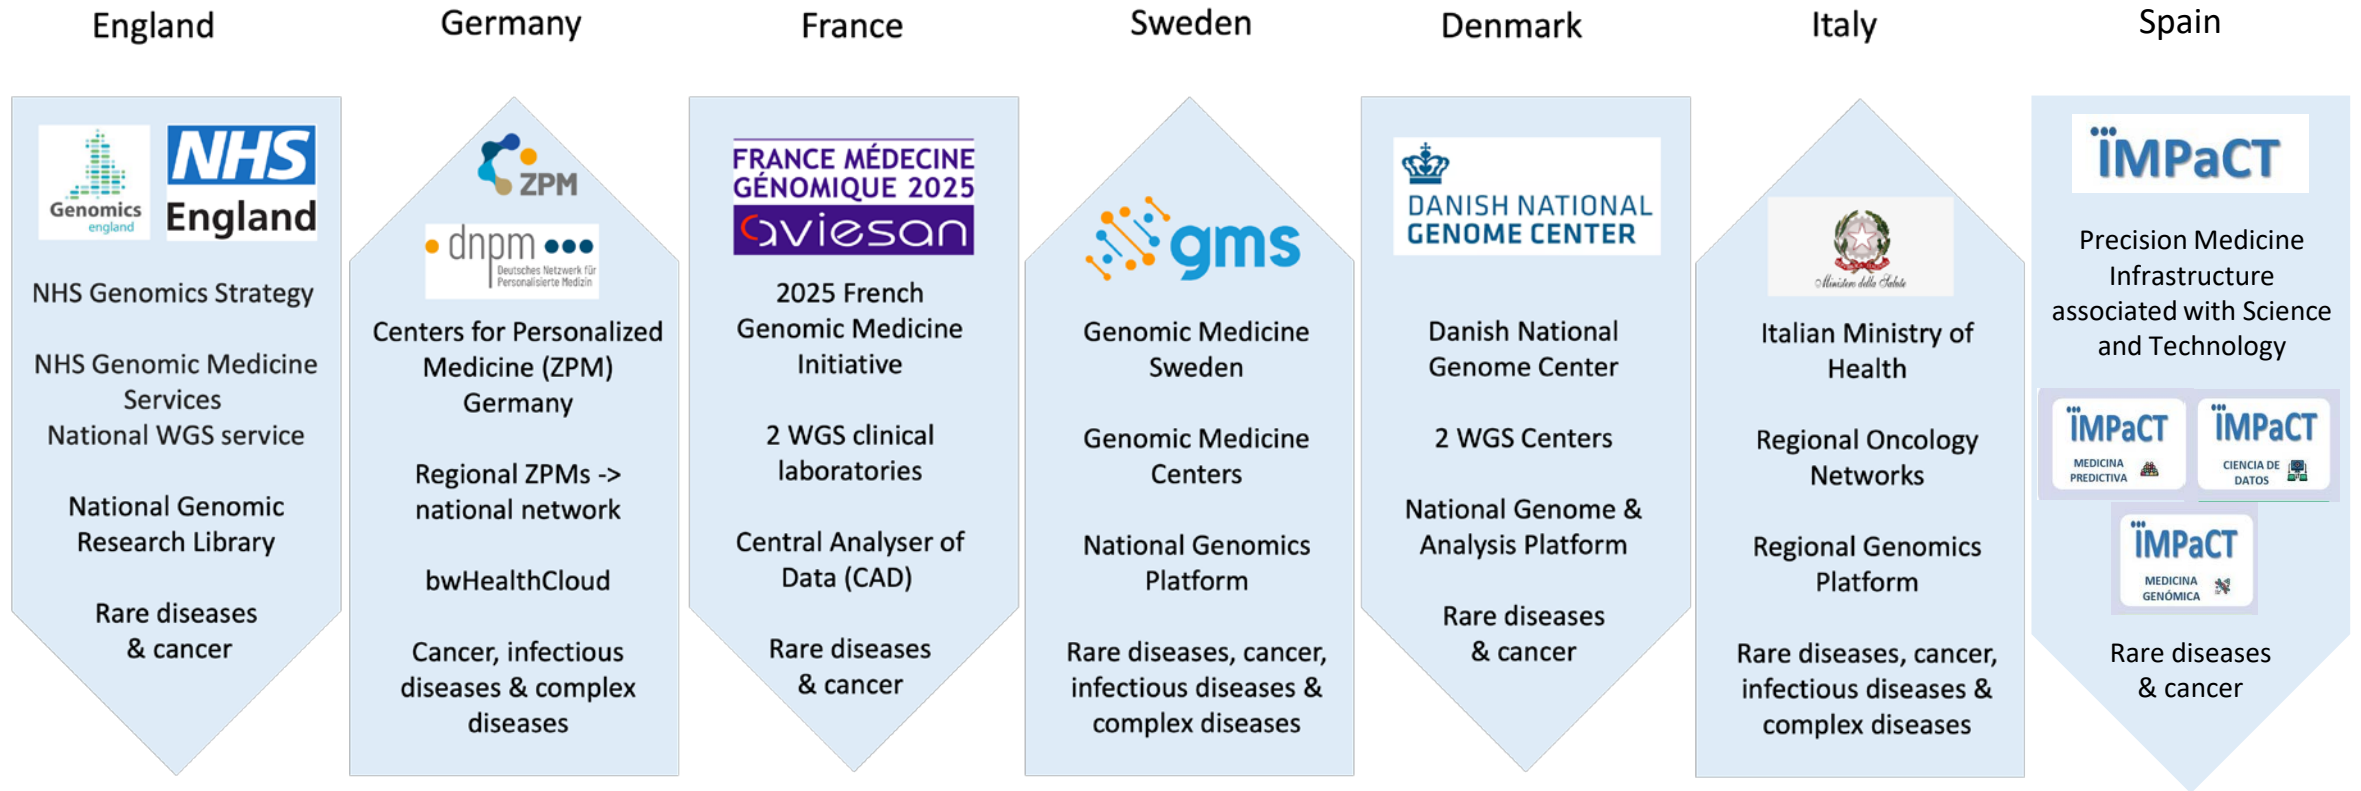 England
Genomics
england
NHS
England
NHS Genomics Strategy
NHS Genomic Medicine
Services
National WGS service
National Genomic
Research Library
Rare diseases
& cancer
Germany
ZPM
dnpm
Deutsches Netzwerk für
Personalisierte Medizin
Centers for Personalized
Medicine (ZPM)
Germany
Regional ZPMs ->
national network
bwHealthCloud
Cancer, infectious
diseases & complex
diseases
France
FRANCE MÉDECINE
GÉNOMIQUE 2025
aviesan
2025 French
Genomic Medicine
Initiative
2 WGS clinical
laboratories
Central Analyser of
Data (CAD)
Rare diseases
& cancer
Sweden
gms
Genomic Medicine
Sweden
Genomic Medicine
Centers
National Genomics
Platform
Rare diseases, cancer,
infectious diseases &
complex diseases
Denmark
DANISH NATIONAL
GENOME CENTER
Danish National
Genome Center
2 WGS Centers
National Genome &
Analysis Platform
Rare diseases
& cancer
Italy
Ministero della Salute
Italian Ministry of
Health
Regional Oncology
Networks
Regional Genomics
Platform
Rare diseases, cancer,
infectious diseases &
complex diseases
Spain
IMPaCT
Precision Medicine
Infrastructure
associated with Science
and Technology
IMPaCT
MEDICINA
PREDICTIVA
IMPaCT
CIENCIA DE
DATOS
IMPaCT
MEDICINA
GENÓMICA
Rare diseases
& cancer